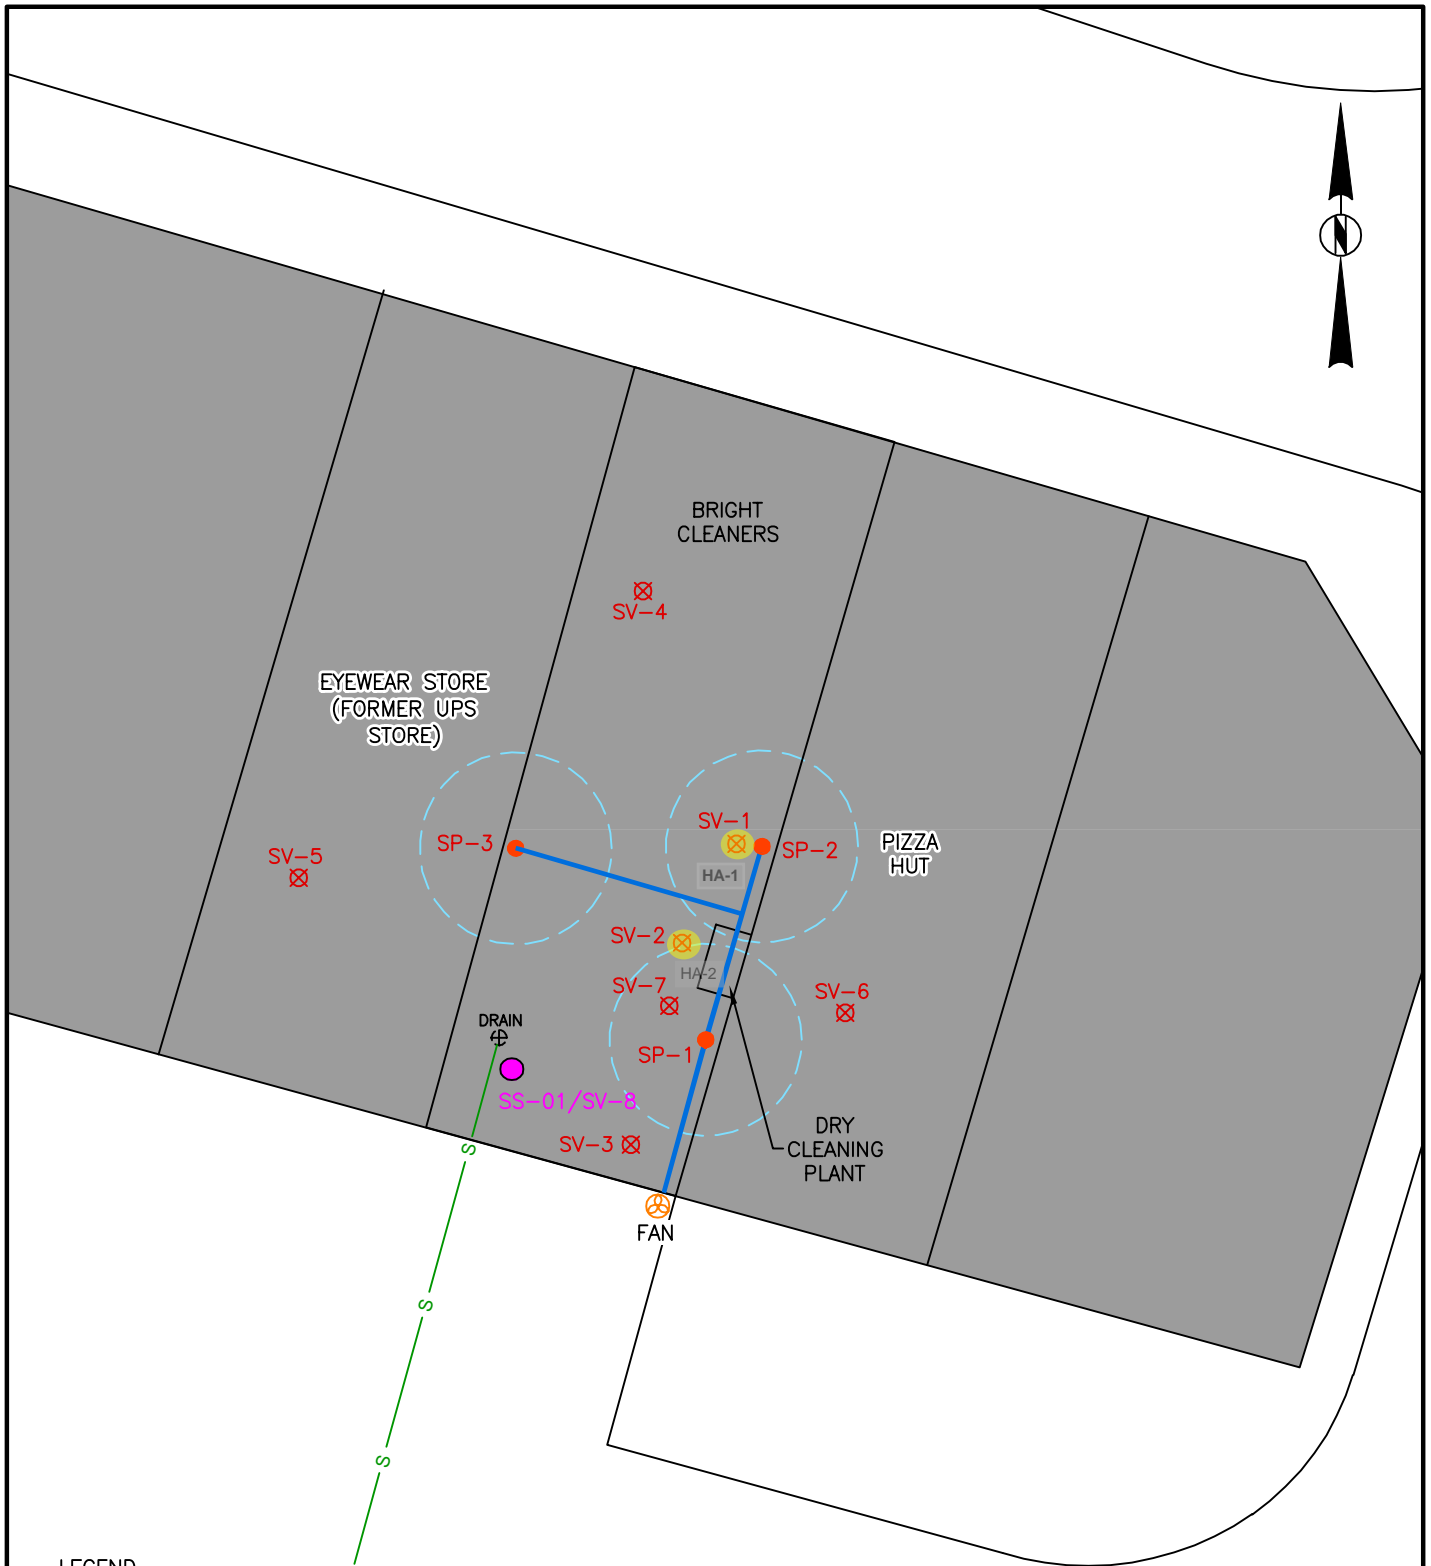 N
BRIGHT
CLEANERS
SV-4
EYEWEAR STORE
(FORMER UPS
STORE)
SV-1
SP-3
SP-2
PIZZA
HUT
SV-5
HA-1
SV-2
HA-2
SV-7
SV-6
DRAIN
SP-1
SS-01/SV-8
DRY
CLEANING
PLANT
SV-3
S
FAN
S
S
LEGEND